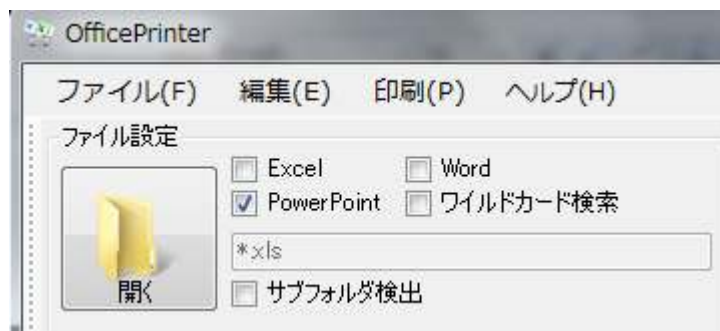 OfficePrinter
ファイル(F) 編集(E) 印刷(P) ヘルプ(H)
ファイル設定
Excel Word
PowerPoint ワイルドカード検索
*xls
開く サブフォルダ検出